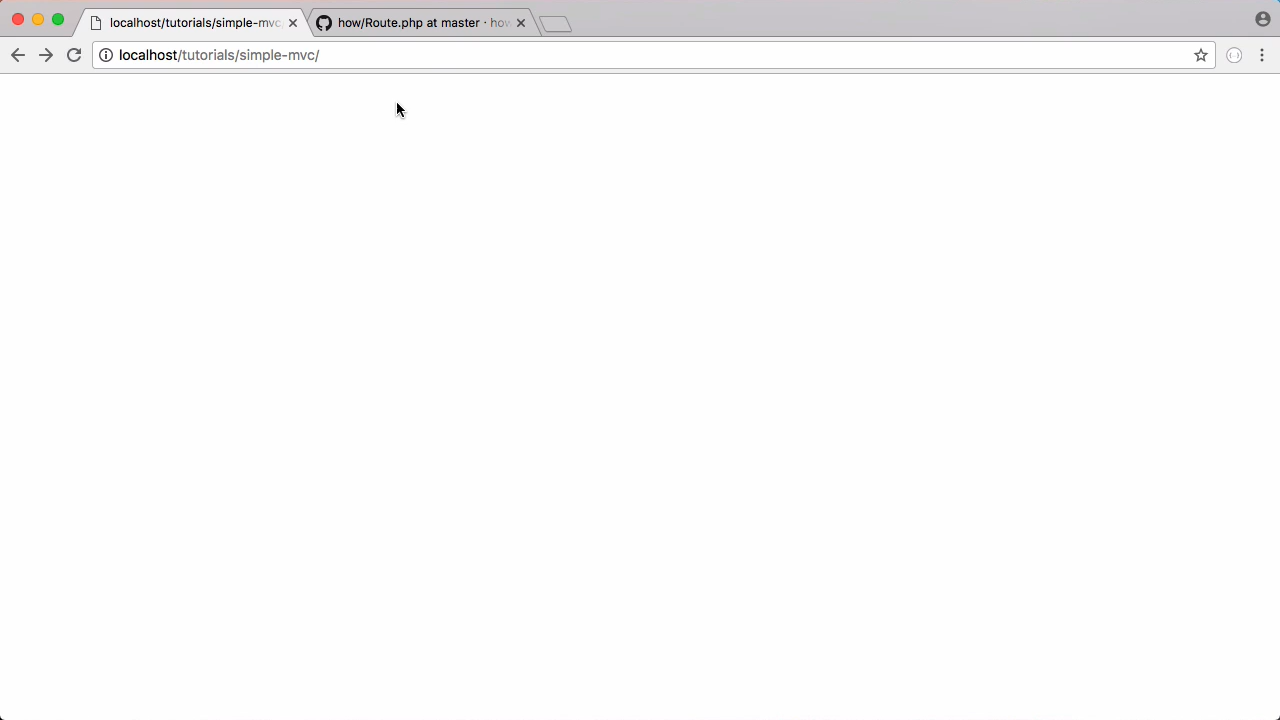 localhost/tutorials/simple-mvc
how/Route.php at master · how
localhost/tutorials/simple-mvc/